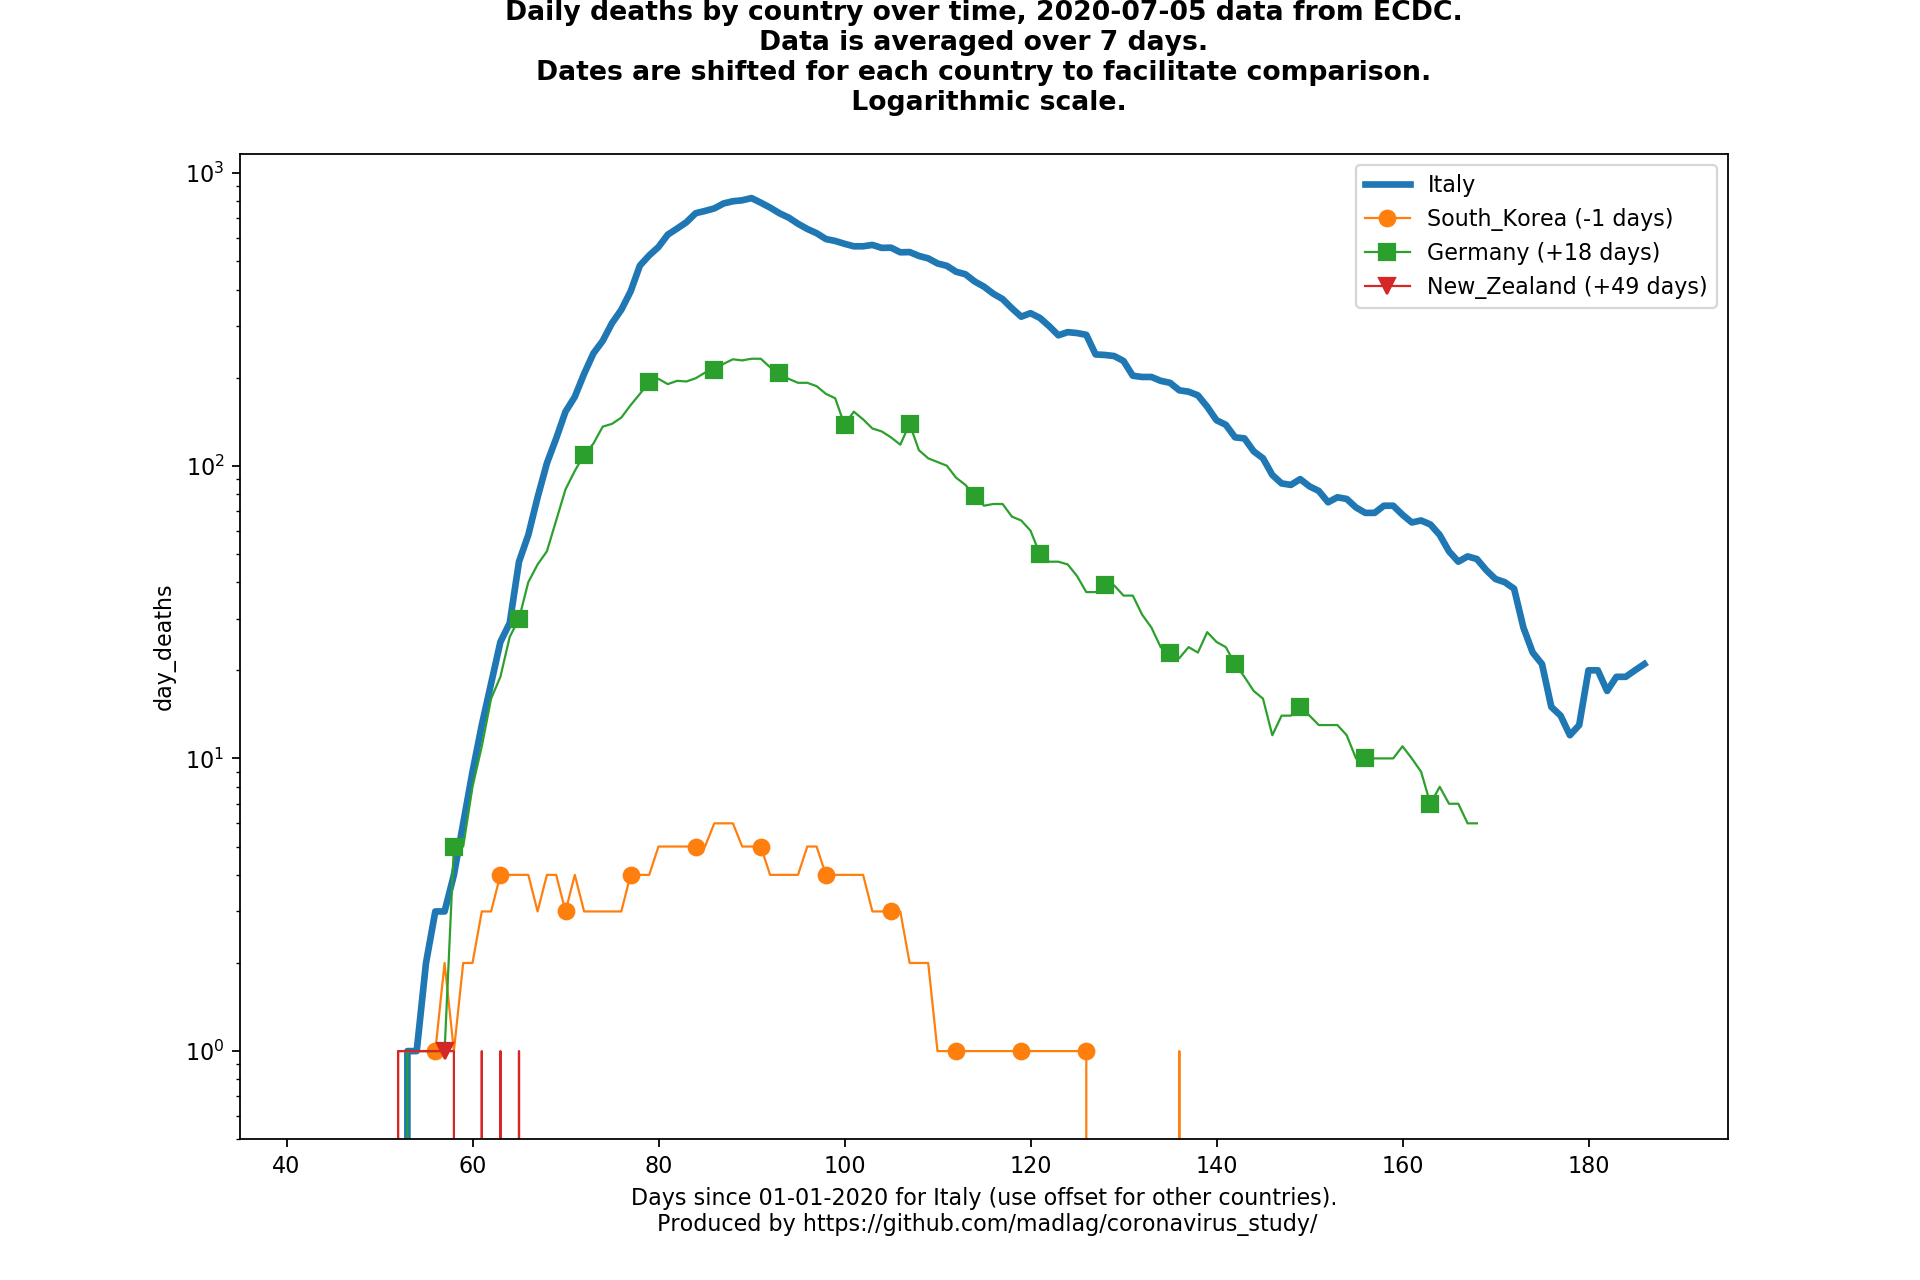 Daily deaths by country over time, 2020-07-05 data from ECDC.
Data is averaged over 7 days.
Dates are shifted for each country to facilitate comparison.
Logarithmic scale.
10³
10²
10¹
10⁰
day_deaths
Italy
South_Korea (-1 days)
Germany (+18 days)
New_Zealand (+49 days)
40 60 80 100 120 140 160 180
Days since 01-01-2020 for Italy (use offset for other countries).
Produced by https://github.com/madlag/coronavirus_study/